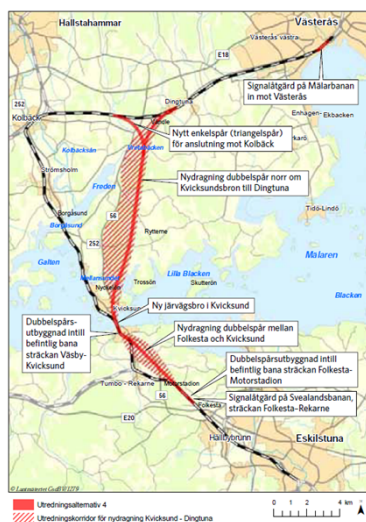 Hallstahammar
Västerås
Västerås västra
E18
Signalåtgärd på Mälarbanan
in mot Västerås
252
Dingtuna
Kolbäck
Nytt enkelspår (triangelspår)
för anslutning mot Kolbäck
Enhagen-
Ekbacken
Kolbäcksån
Strömsholm
Freden
Nydragning dubbelspår norr om
Kvicksundsbron till Dingtuna
Borgåsund
56
Tidö-Lindö
252
Rytterne
Galten
Mälaren
Lilla Blacken
Trossön
Skutterön
Blacken
Ny järvägsbro i Kvicksund
Kvicksund
Dubbelspårs-
utbyggnad intill
befintlig bana
sträckan Väsby-
Kvicksund
Nydragning dubbelspår mellan
Folkesta och Kvicksund
Dubbelspårsutbyggnad intill
befintlig bana sträckan Folkesta-
Motorstadion
Tumbo
Rekarne
Motorstadion
56
Signalåtgärd på Svealandsbanan,
sträckan Folkesta-Rekarne
E20
Folkesta
Hällbybrunn
Eskilstuna
Utredningsalternativ 4
Utredningskorridor för nydragning Kvicksund - Dingtuna
0 1 2 4 km